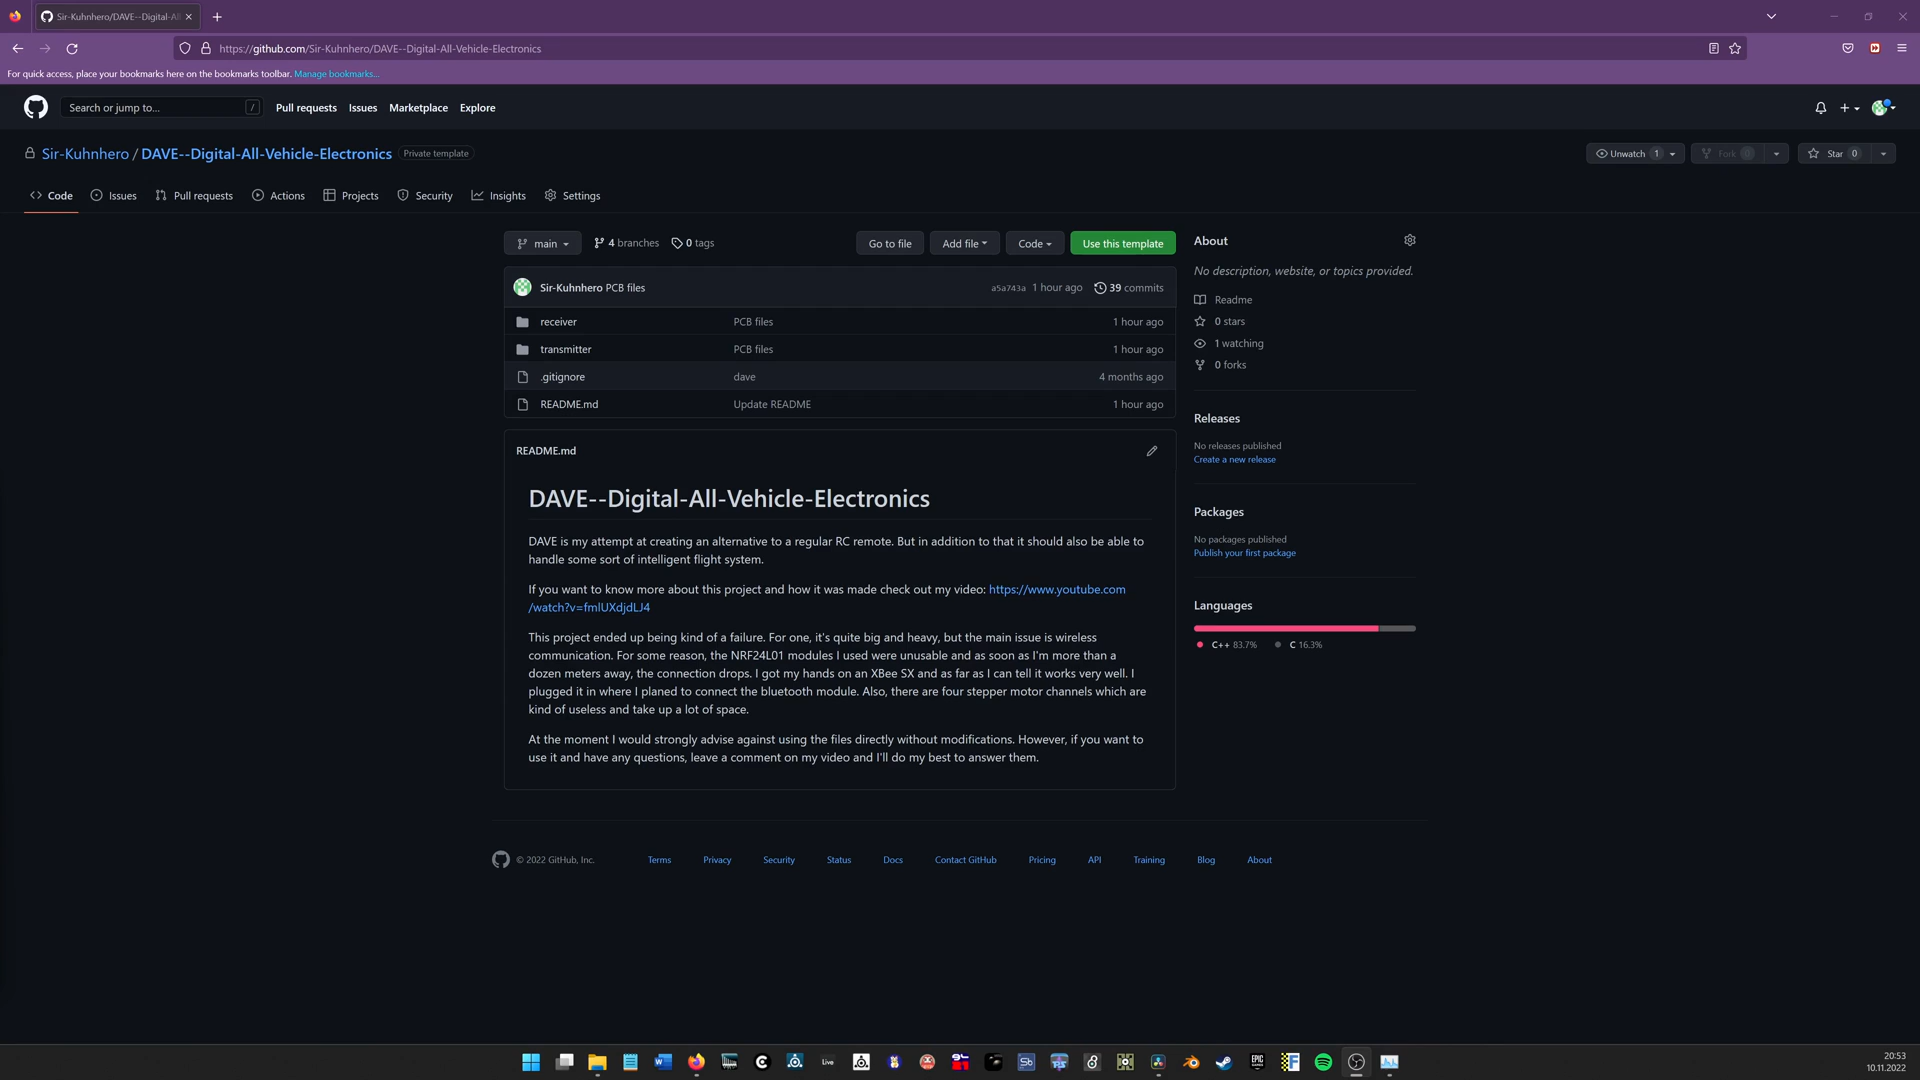 Sir-Kuhnhero/DAVE--Digital-Al
https://github.com/Sir-Kuhnhero/DAVE--Digital-All-Vehicle-Electronics
For quick access, place your bookmarks here on the bookmarks toolbar. Manage bookmarks...
Search or jump to... / Pull requests Issues Marketplace Explore
Sir-Kuhnhero / DAVE--Digital-All-Vehicle-Electronics Private template Unwatch 1 Fork 0 Star 0
Code Issues Pull requests Actions Projects Security Insights Settings
main 4 branches 0 tags Go to file Add file Code Use this template
Sir-Kuhnhero PCB files a5a743a 1 hour ago 39 commits
receiver PCB files 1 hour ago
transmitter PCB files 1 hour ago
.gitignore dave 4 months ago
README.md Update README 1 hour ago
README.md
DAVE--Digital-All-Vehicle-Electronics
DAVE is my attempt at creating an alternative to a regular RC remote. But in addition to that it should also be able to
handle some sort of intelligent flight system.
If you want to know more about this project and how it was made check out my video: https://www.youtube.com
/watch?v=fmlUXdjdLJ4
This project ended up being kind of a failure. For one, it's quite big and heavy, but the main issue is wireless
communication. For some reason, the NRF24L01 modules I used were unusable and as soon as I'm more than a
dozen meters away, the connection drops. I got my hands on an XBee SX and as far as I can tell it works very well. I
plugged it in where I planed to connect the bluetooth module. Also, there are four stepper motor channels which are
kind of useless and take up a lot of space.
At the moment I would strongly advise against using the files directly without modifications. However, if you want to
use it and have any questions, leave a comment on my video and I'll do my best to answer them.
About
No description, website, or topics provided.
Readme
0 stars
1 watching
0 forks
Releases
No releases published
Create a new release
Packages
No packages published
Publish your first package
Languages
C++ 83.7% C 16.3%
© 2022 GitHub, Inc. Terms Privacy Security Status Docs Contact GitHub Pricing API Training Blog About
Live
EPIC
20:53
10.11.2022